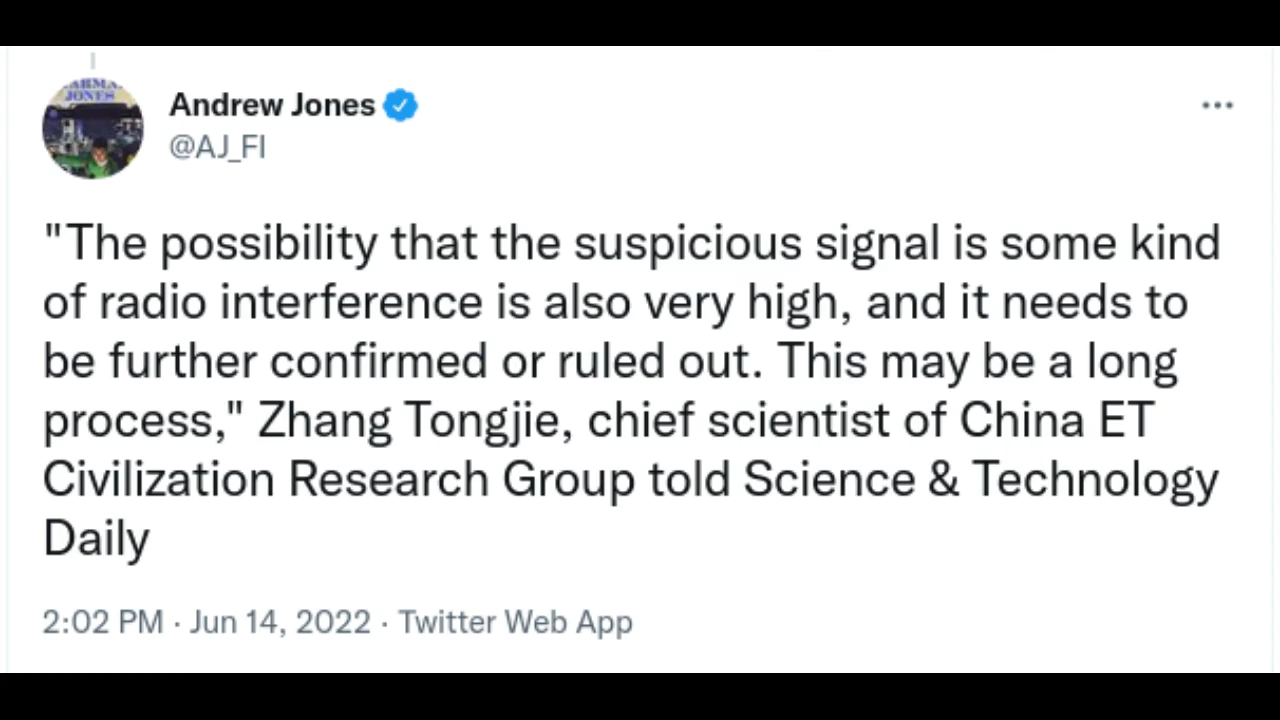 Andrew Jones
@AJ_FI
"The possibility that the suspicious signal is some kind
of radio interference is also very high, and it needs to
be further confirmed or ruled out. This may be a long
process," Zhang Tongjie, chief scientist of China ET
Civilization Research Group told Science & Technology
Daily
2:02 PM · Jun 14, 2022 · Twitter Web App